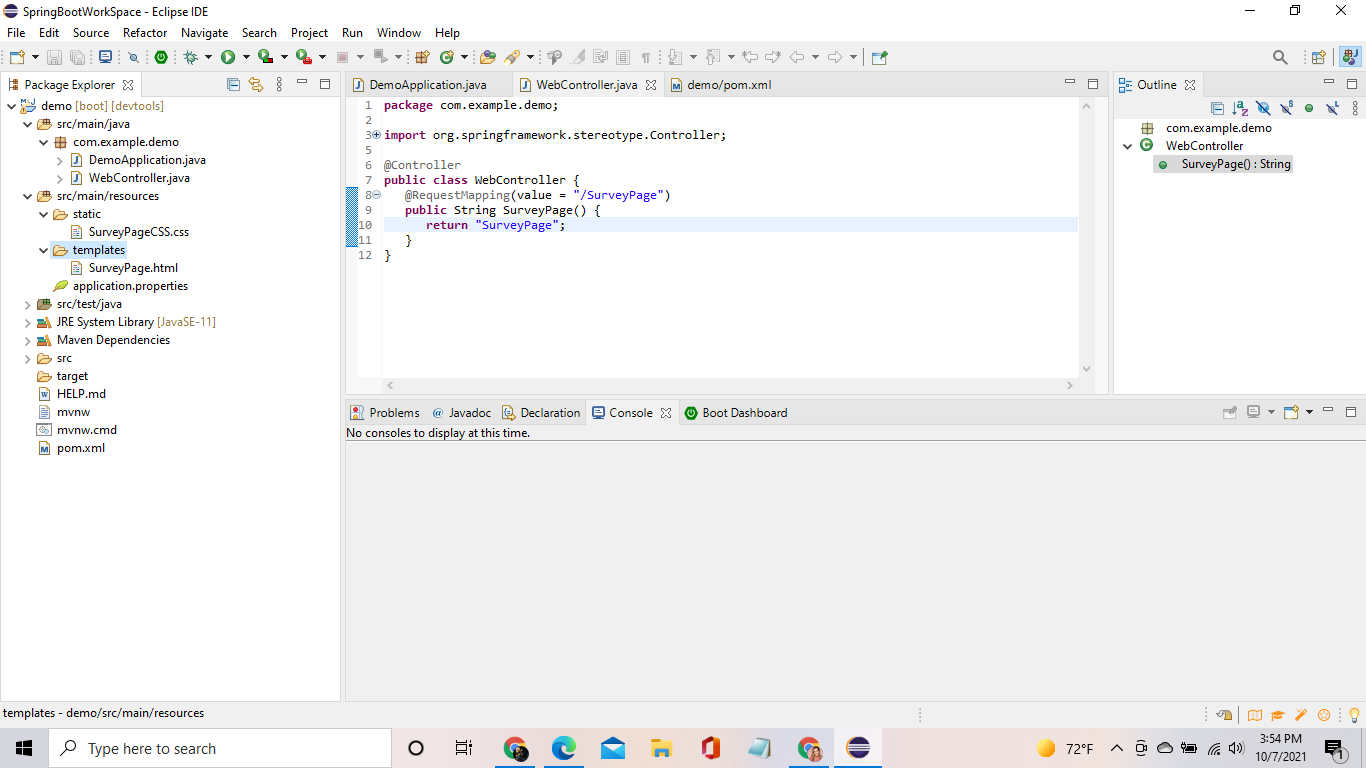 SpringBootWorkSpace - Eclipse IDE
File Edit Source Refactor Navigate Search Project Run Window Help
Package Explorer
demo [boot] [devtools]
src/main/java
com.example.demo
DemoApplication.java
WebController.java
src/main/resources
static
SurveyPageCSS.css
templates
SurveyPage.html
application.properties
src/test/java
JRE System Library [JavaSE-11]
Maven Dependencies
src
target
HELP.md
mvnw
mvnw.cmd
pom.xml
DemoApplication.java WebController.java demo/pom.xml
1 package com.example.demo;
2
3 import org.springframework.stereotype.Controller;
5
6 @Controller
7 public class WebController {
8 @RequestMapping(value = "/SurveyPage")
9 public String SurveyPage() {
10 return "SurveyPage";
11 }
12 }
Outline
com.example.demo
WebController
SurveyPage() : String
Problems @ Javadoc Declaration Console Boot Dashboard
No consoles to display at this time.
templates - demo/src/main/resources
Type here to search
72°F
3:54 PM
10/7/2021
1